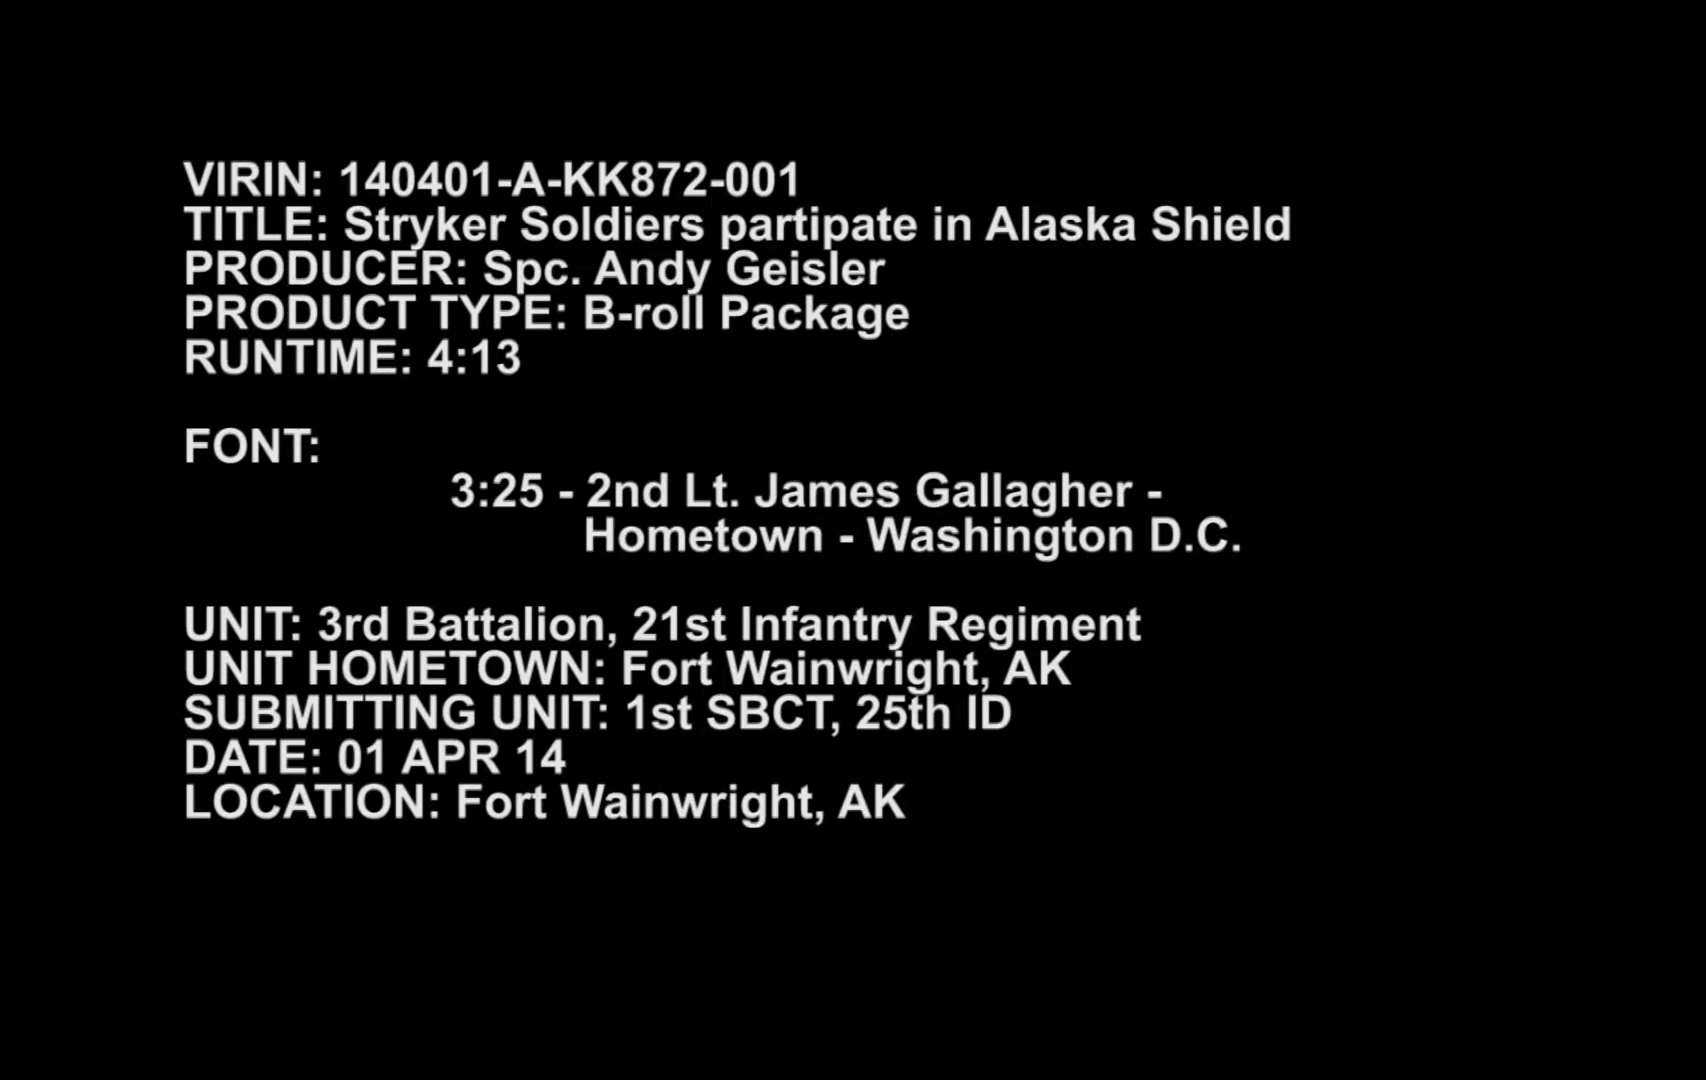 VIRIN: 140401-A-KK872-001
TITLE: Stryker Soldiers partipate in Alaska Shield
PRODUCER: Spc. Andy Geisler
PRODUCT TYPE: B-roll Package
RUNTIME: 4:13
FONT:
3:25 - 2nd Lt. James Gallagher -
Hometown - Washington D.C.
UNIT: 3rd Battalion, 21st Infantry Regiment
UNIT HOMETOWN: Fort Wainwright, AK
SUBMITTING UNIT: 1st SBCT, 25th ID
DATE: 01 APR 14
LOCATION: Fort Wainwright, AK